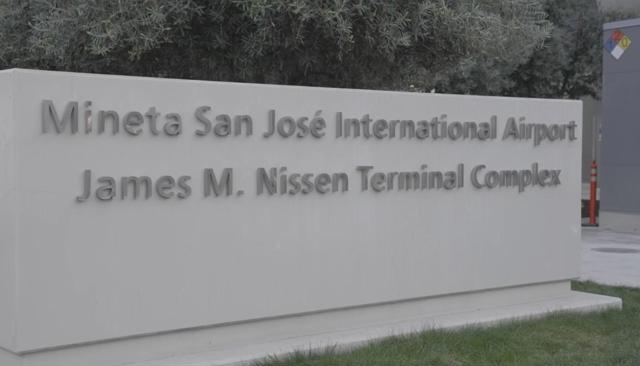 Mineta San José International Airport
James M. Nissen Terminal Complex